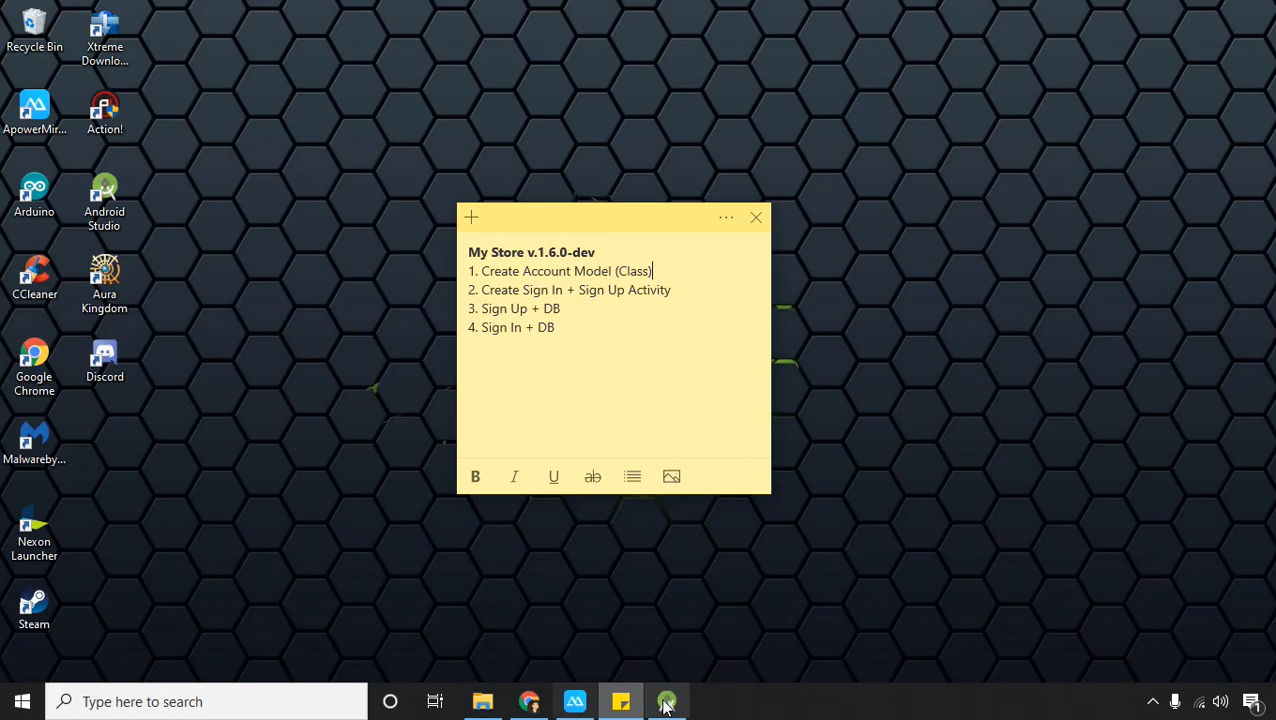 Recycle Bin
Xtreme
Downlo...
ApowerMir...
Action!
Arduino
Android
Studio
CCleaner
Aura
Kingdom
Google
Chrome
Discord
Malwareby...
Nexon
Launcher
Steam
My Store v.1.6.0-dev
1. Create Account Model (Class)
2. Create Sign In + Sign Up Activity
3. Sign Up + DB
4. Sign In + DB
B I U ab
Type here to search
1